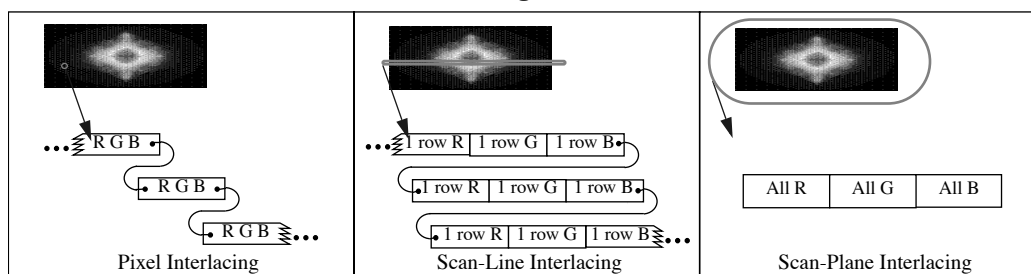 R G B
R G B
R G B
Pixel Interlacing
1 row R 1 row G 1 row B
1 row R 1 row G 1 row B
1 row R 1 row G 1 row B
Scan-Line Interlacing
All R All G All B
Scan-Plane Interlacing